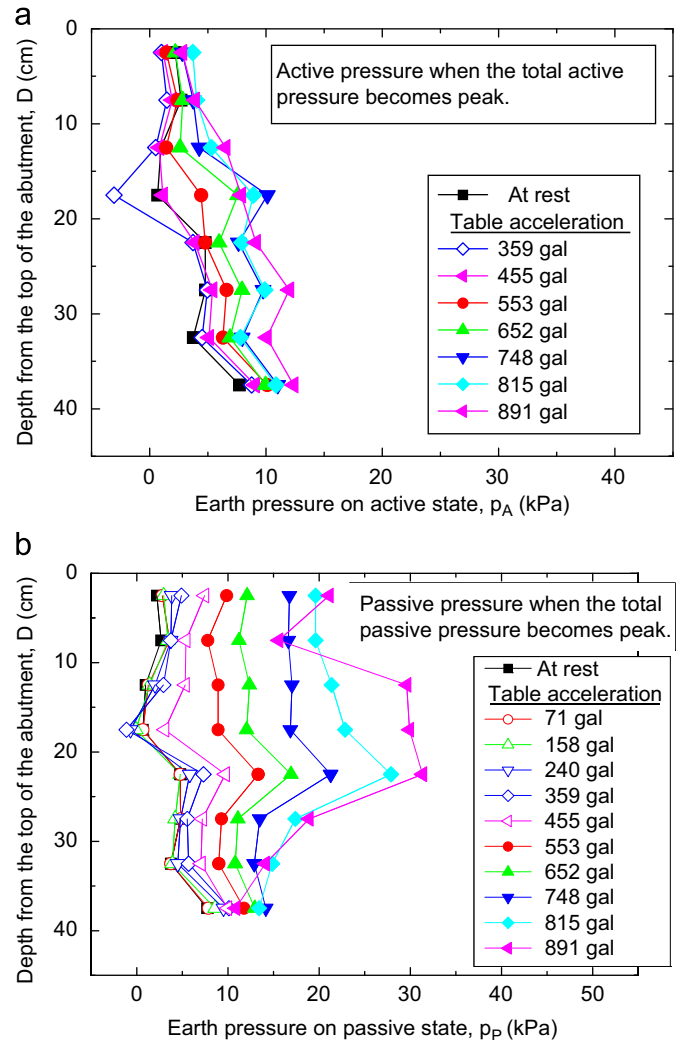 a
0
10
20
30
40
Depth from the top of the abutment, D (cm)
Active pressure when the total active
pressure becomes peak.
At rest
Table acceleration
359 gal
455 gal
553 gal
652 gal
748 gal
815 gal
891 gal
0 10 20 30 40
Earth pressure on active state, p_A (kPa)
b
0
10
20
30
40
Depth from the top of the abutment, D (cm)
Passive pressure when the total
passive pressure becomes peak.
At rest
Table acceleration
71 gal
158 gal
240 gal
359 gal
455 gal
553 gal
652 gal
748 gal
815 gal
891 gal
0 10 20 30 40 50
Earth pressure on passive state, p_P (kPa)